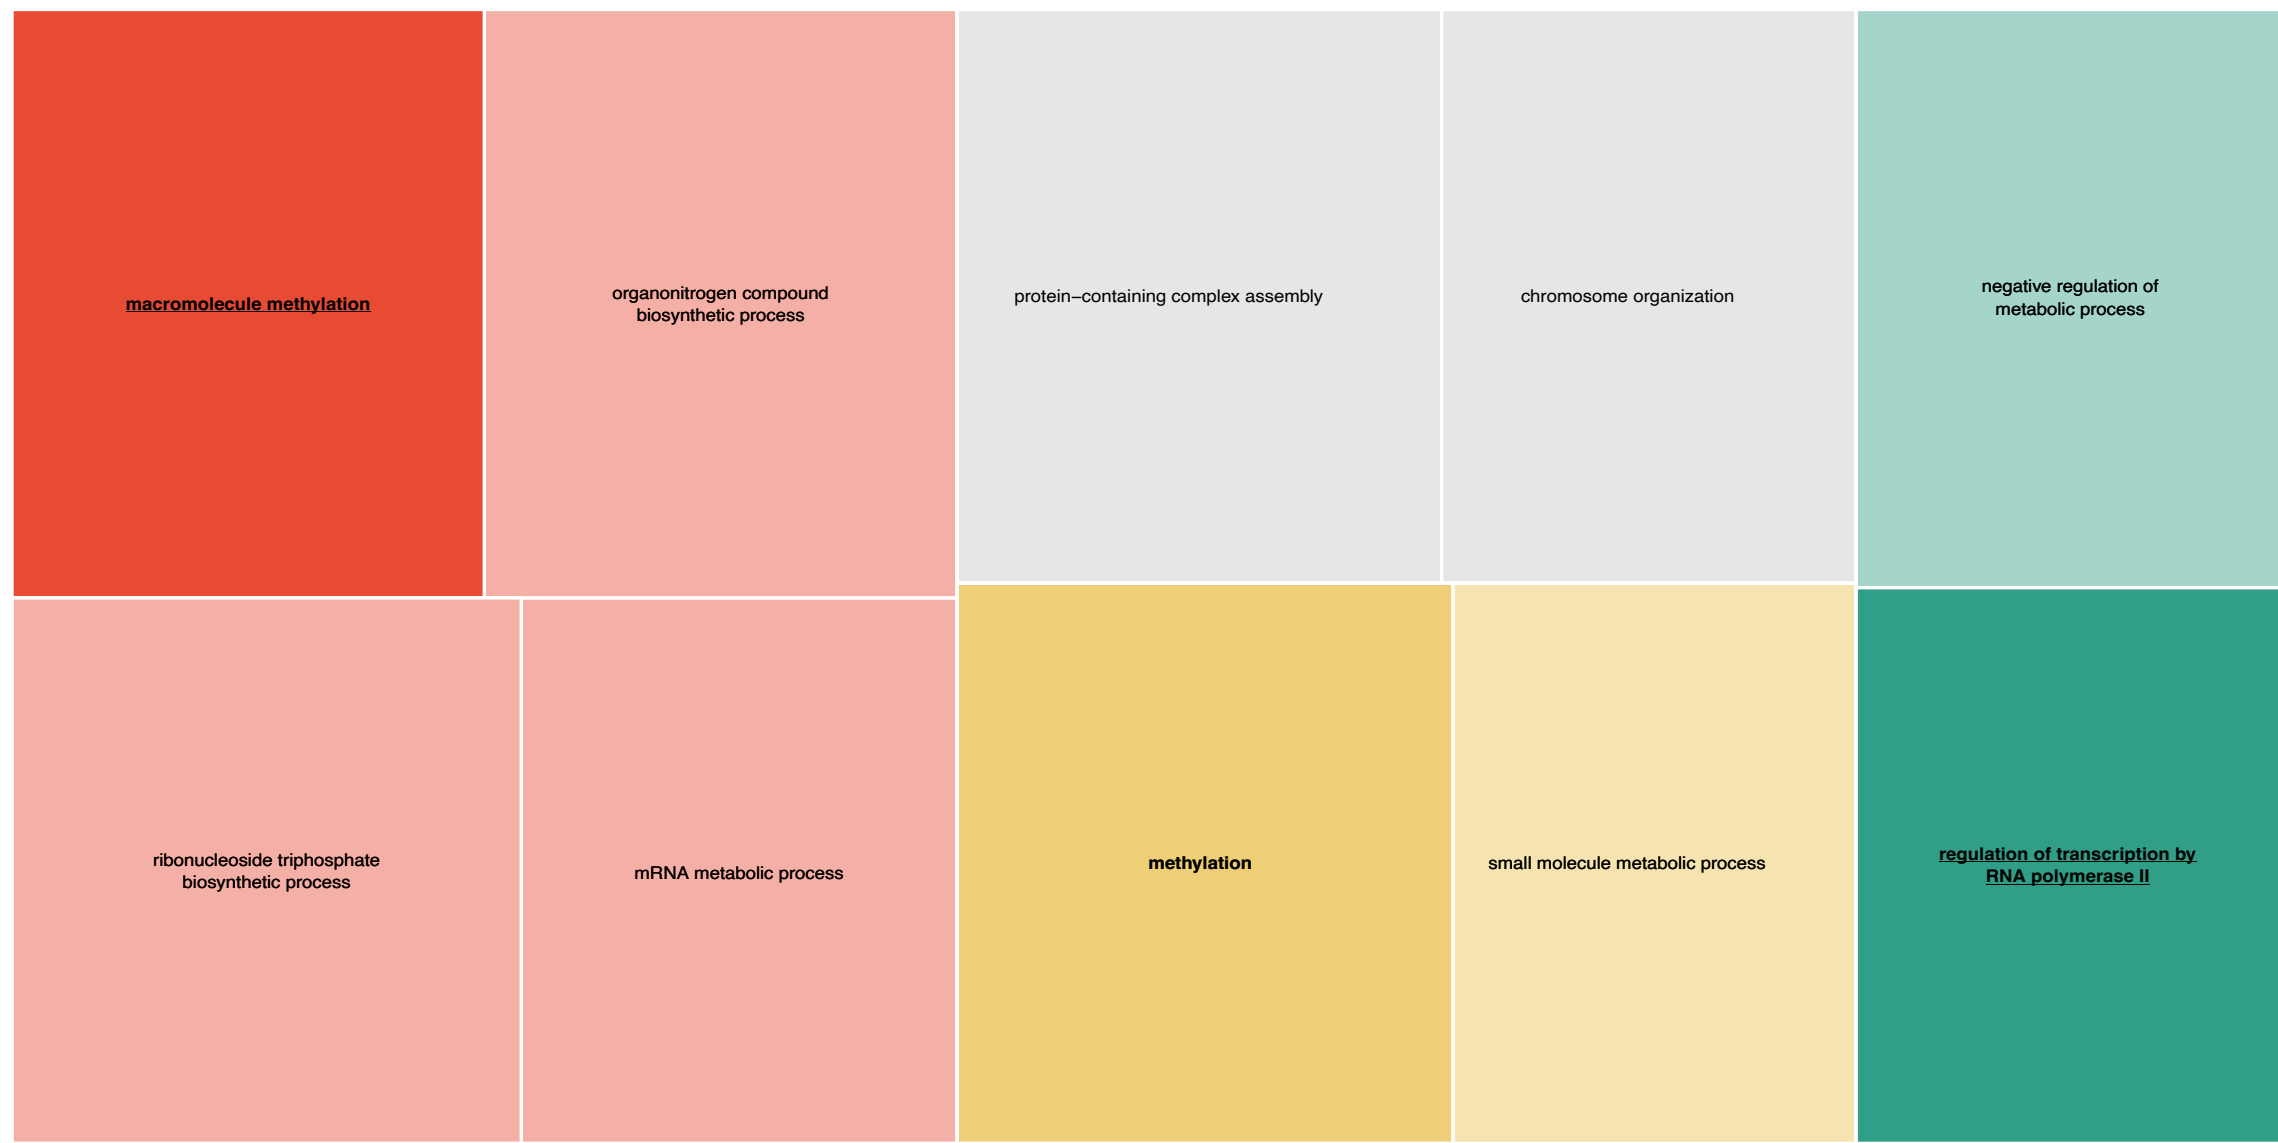 macromolecule methylation
organonitrogen compound
biosynthetic process
protein−containing complex assembly
chromosome organization
negative regulation of
metabolic process
ribonucleoside triphosphate
biosynthetic process
mRNA metabolic process
methylation
small molecule metabolic process
regulation of transcription by
RNA polymerase II